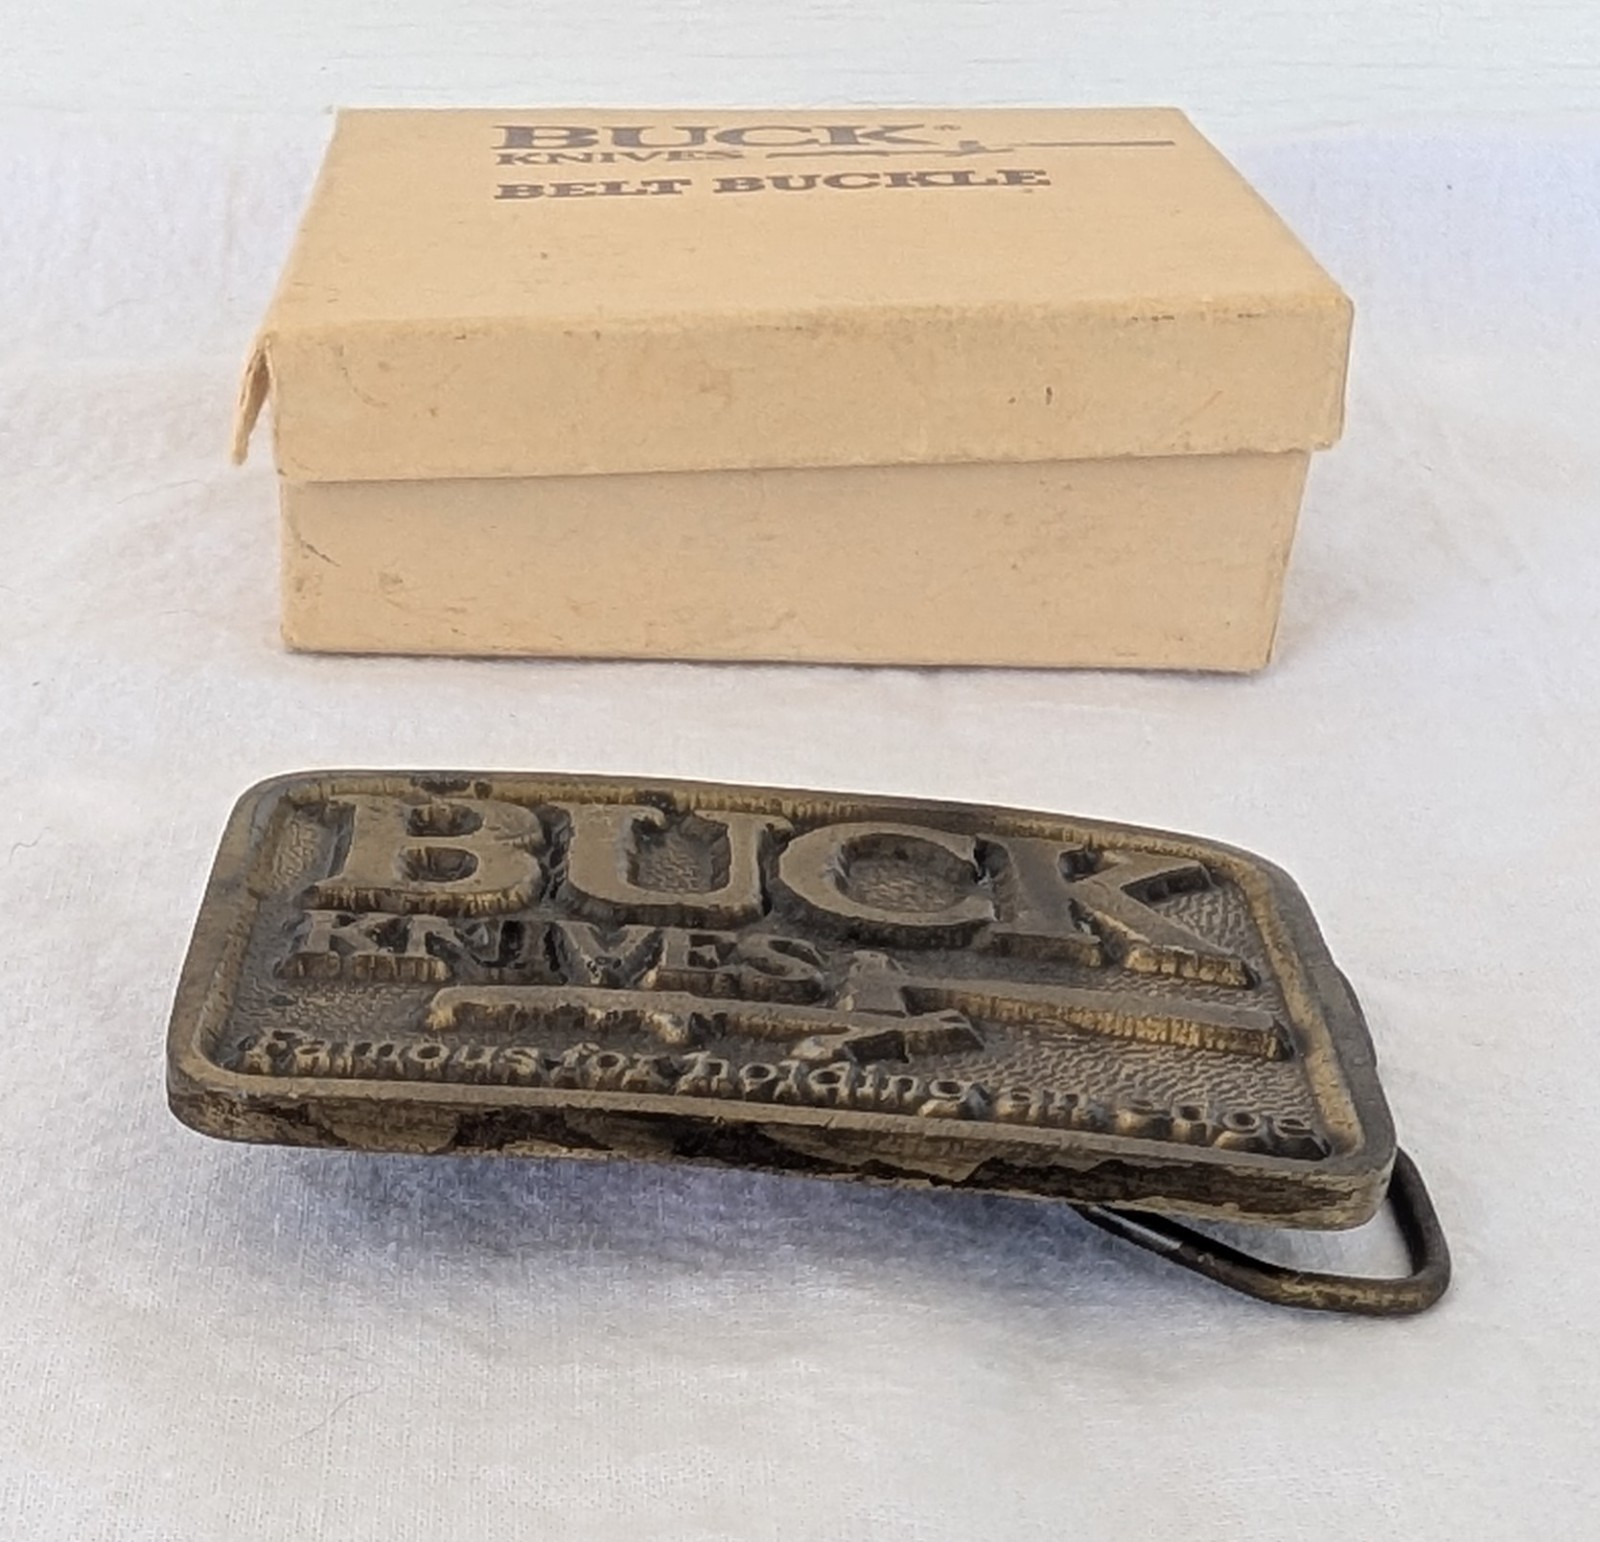 BUCK®
KNIVES
BELT BUCKLE
BUCK
KNIVES
Famous for holding an edge